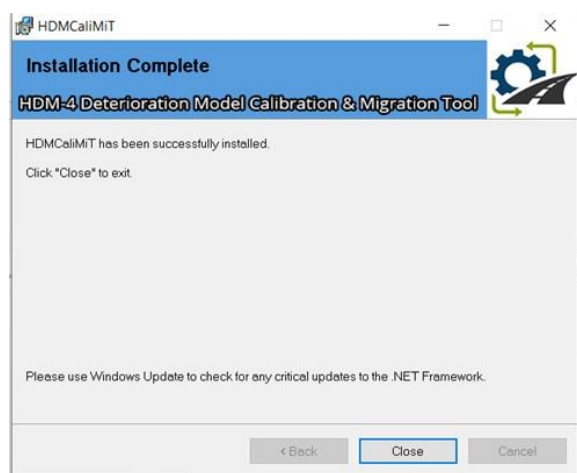 HDMCaliMiT
Installation Complete
HDM-4 Deterioration Model Calibration & Migration Tool
HDMCaliMiT has been successfully installed.
Click "Close" to exit.
Please use Windows Update to check for any critical updates to the .NET Framework.
< Back
Close
Cancel